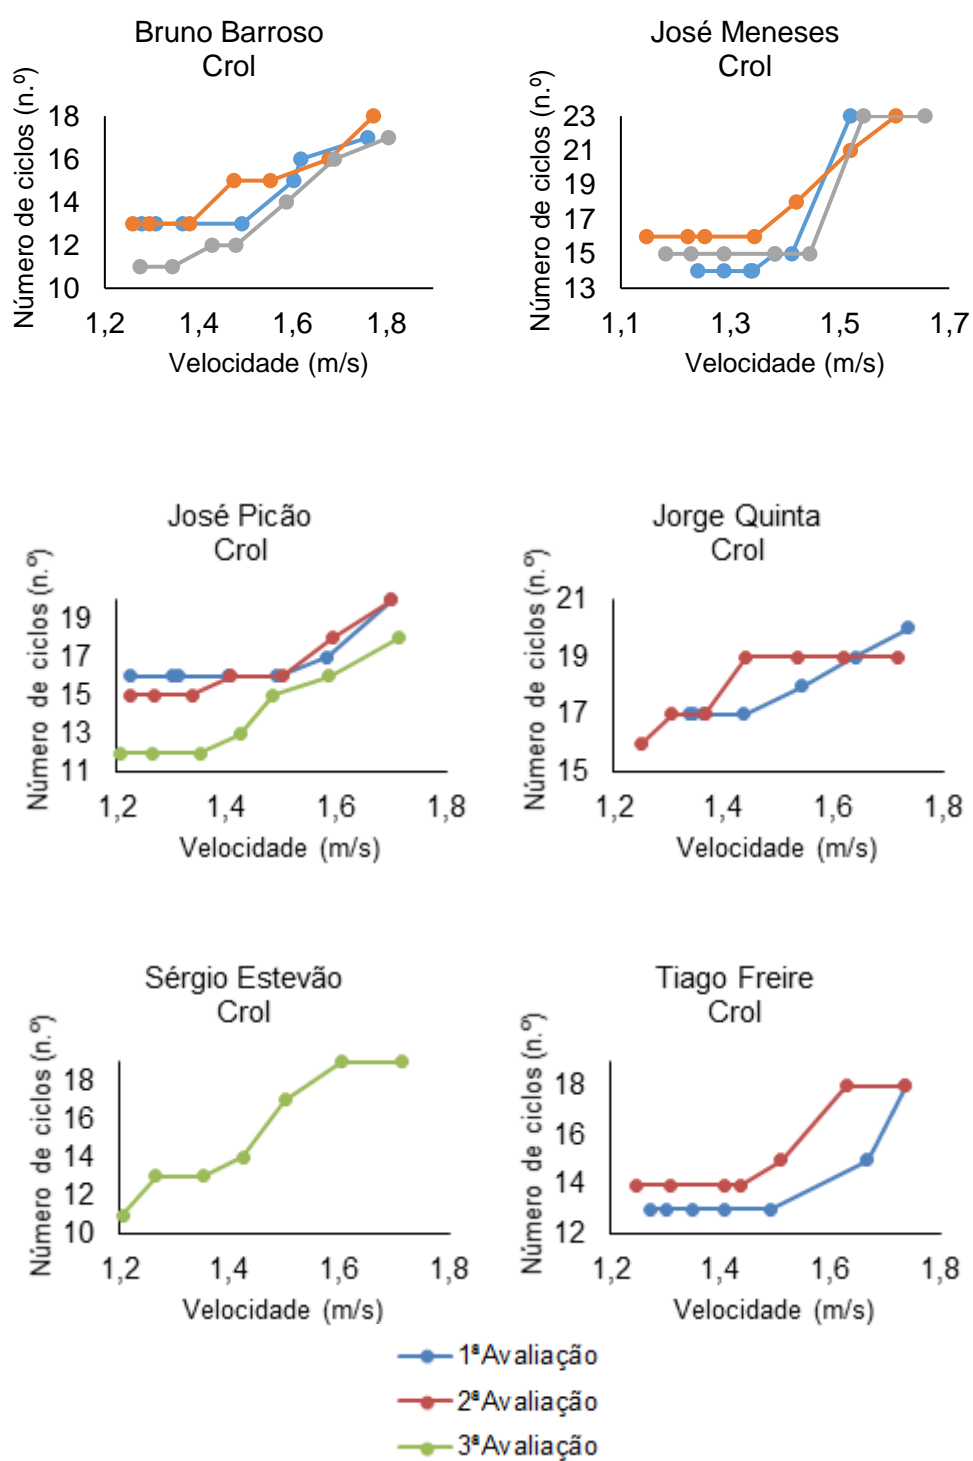 Bruno Barroso
Crol
Número de ciclos (n.º)
18
16
14
12
10
1,2 1,4 1,6 1,8
Velocidade (m/s)
José Meneses
Crol
Número de ciclos (n.º)
23
21
19
17
15
13
1,1 1,3 1,5 1,7
Velocidade (m/s)
José Picão
Crol
Número de ciclos (n.º)
19
17
15
13
11
1,2 1,4 1,6 1,8
Velocidade (m/s)
Jorge Quinta
Crol
Número de ciclos (n.º)
21
19
17
15
1,2 1,4 1,6 1,8
Velocidade (m/s)
Sérgio Estevão
Crol
Número de ciclos (n.º)
18
16
14
12
10
1,2 1,4 1,6 1,8
Velocidade (m/s)
Tiago Freire
Crol
Número de ciclos (n.º)
18
16
14
12
1,2 1,4 1,6 1,8
Velocidade (m/s)
1ªAvaliação
2ªAvaliação
3ªAvaliação